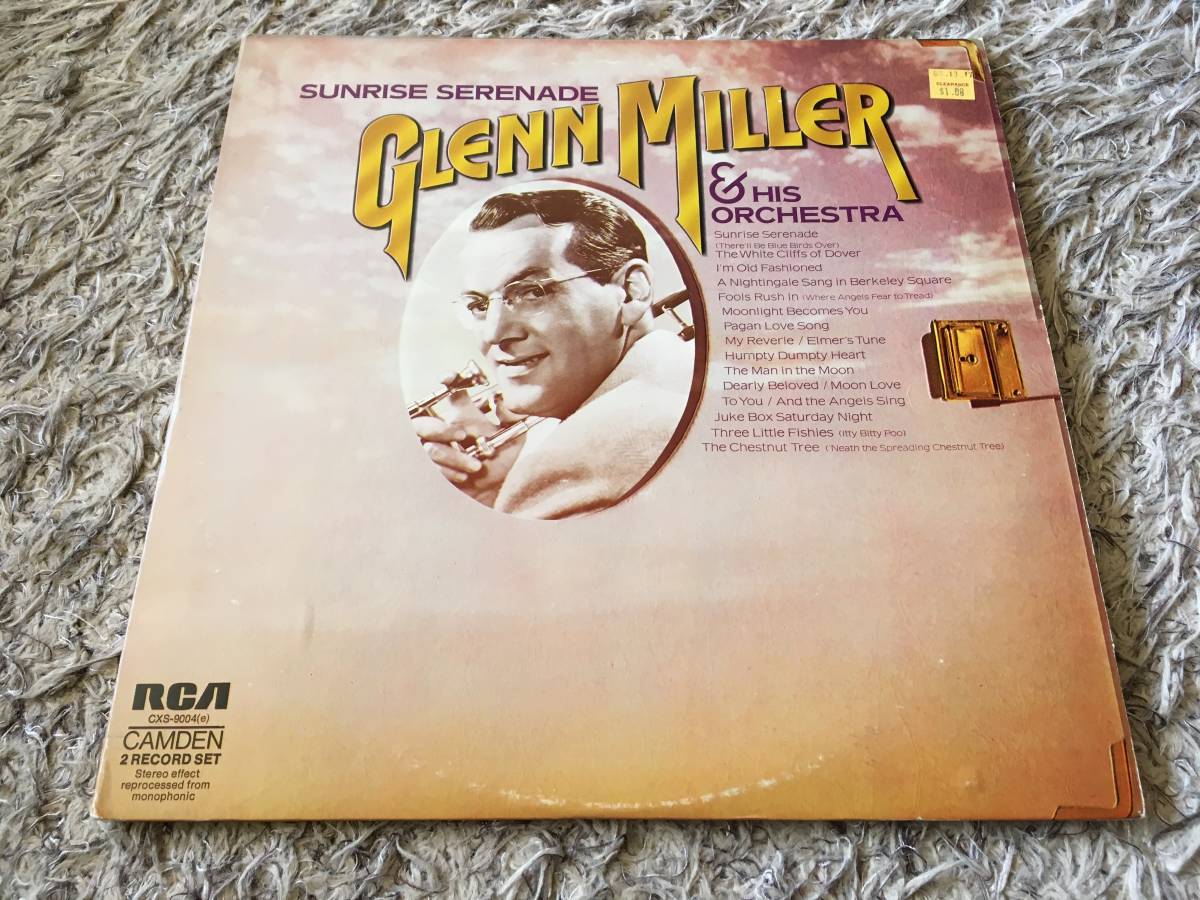 SUNRISE SERENADE
GLENN MILLER
& HIS
ORCHESTRA
CLEARANCE
$1.08
Sunrise Serenade
(There'll Be Blue Birds Over)
The White Cliffs of Dover
I'm Old Fashioned
A Nightingale Sang in Berkeley Square
Fools Rush In (Where Angels Fear to Tread)
Moonlight Becomes You
Pagan Love Song
My Reverie / Elmer's Tune
Humpty Dumpty Heart
The Man in the Moon
Dearly Beloved / Moon Love
To You / And the Angels Sing
Juke Box Saturday Night
Three Little Fishies (Itty Bitty Poo)
The Chestnut Tree ('Neath the Spreading Chestnut Tree)
RCA
CXS-9004(e)
CAMDEN
2 RECORD SET
Stereo effect
reprocessed from
monophonic